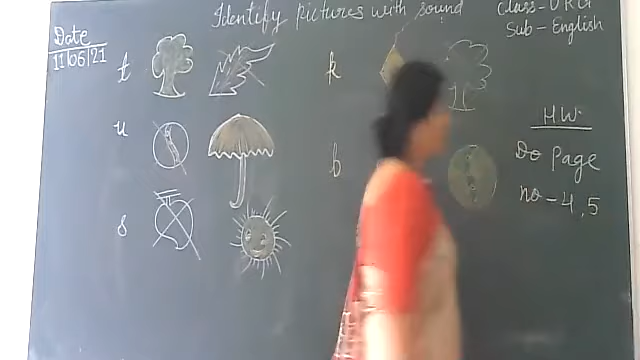 Identify pictures with sound
Class - UKG
Sub - English
Date
11/06/21
t
k
u
b
s
H.W.
Do Page
no - 4, 5